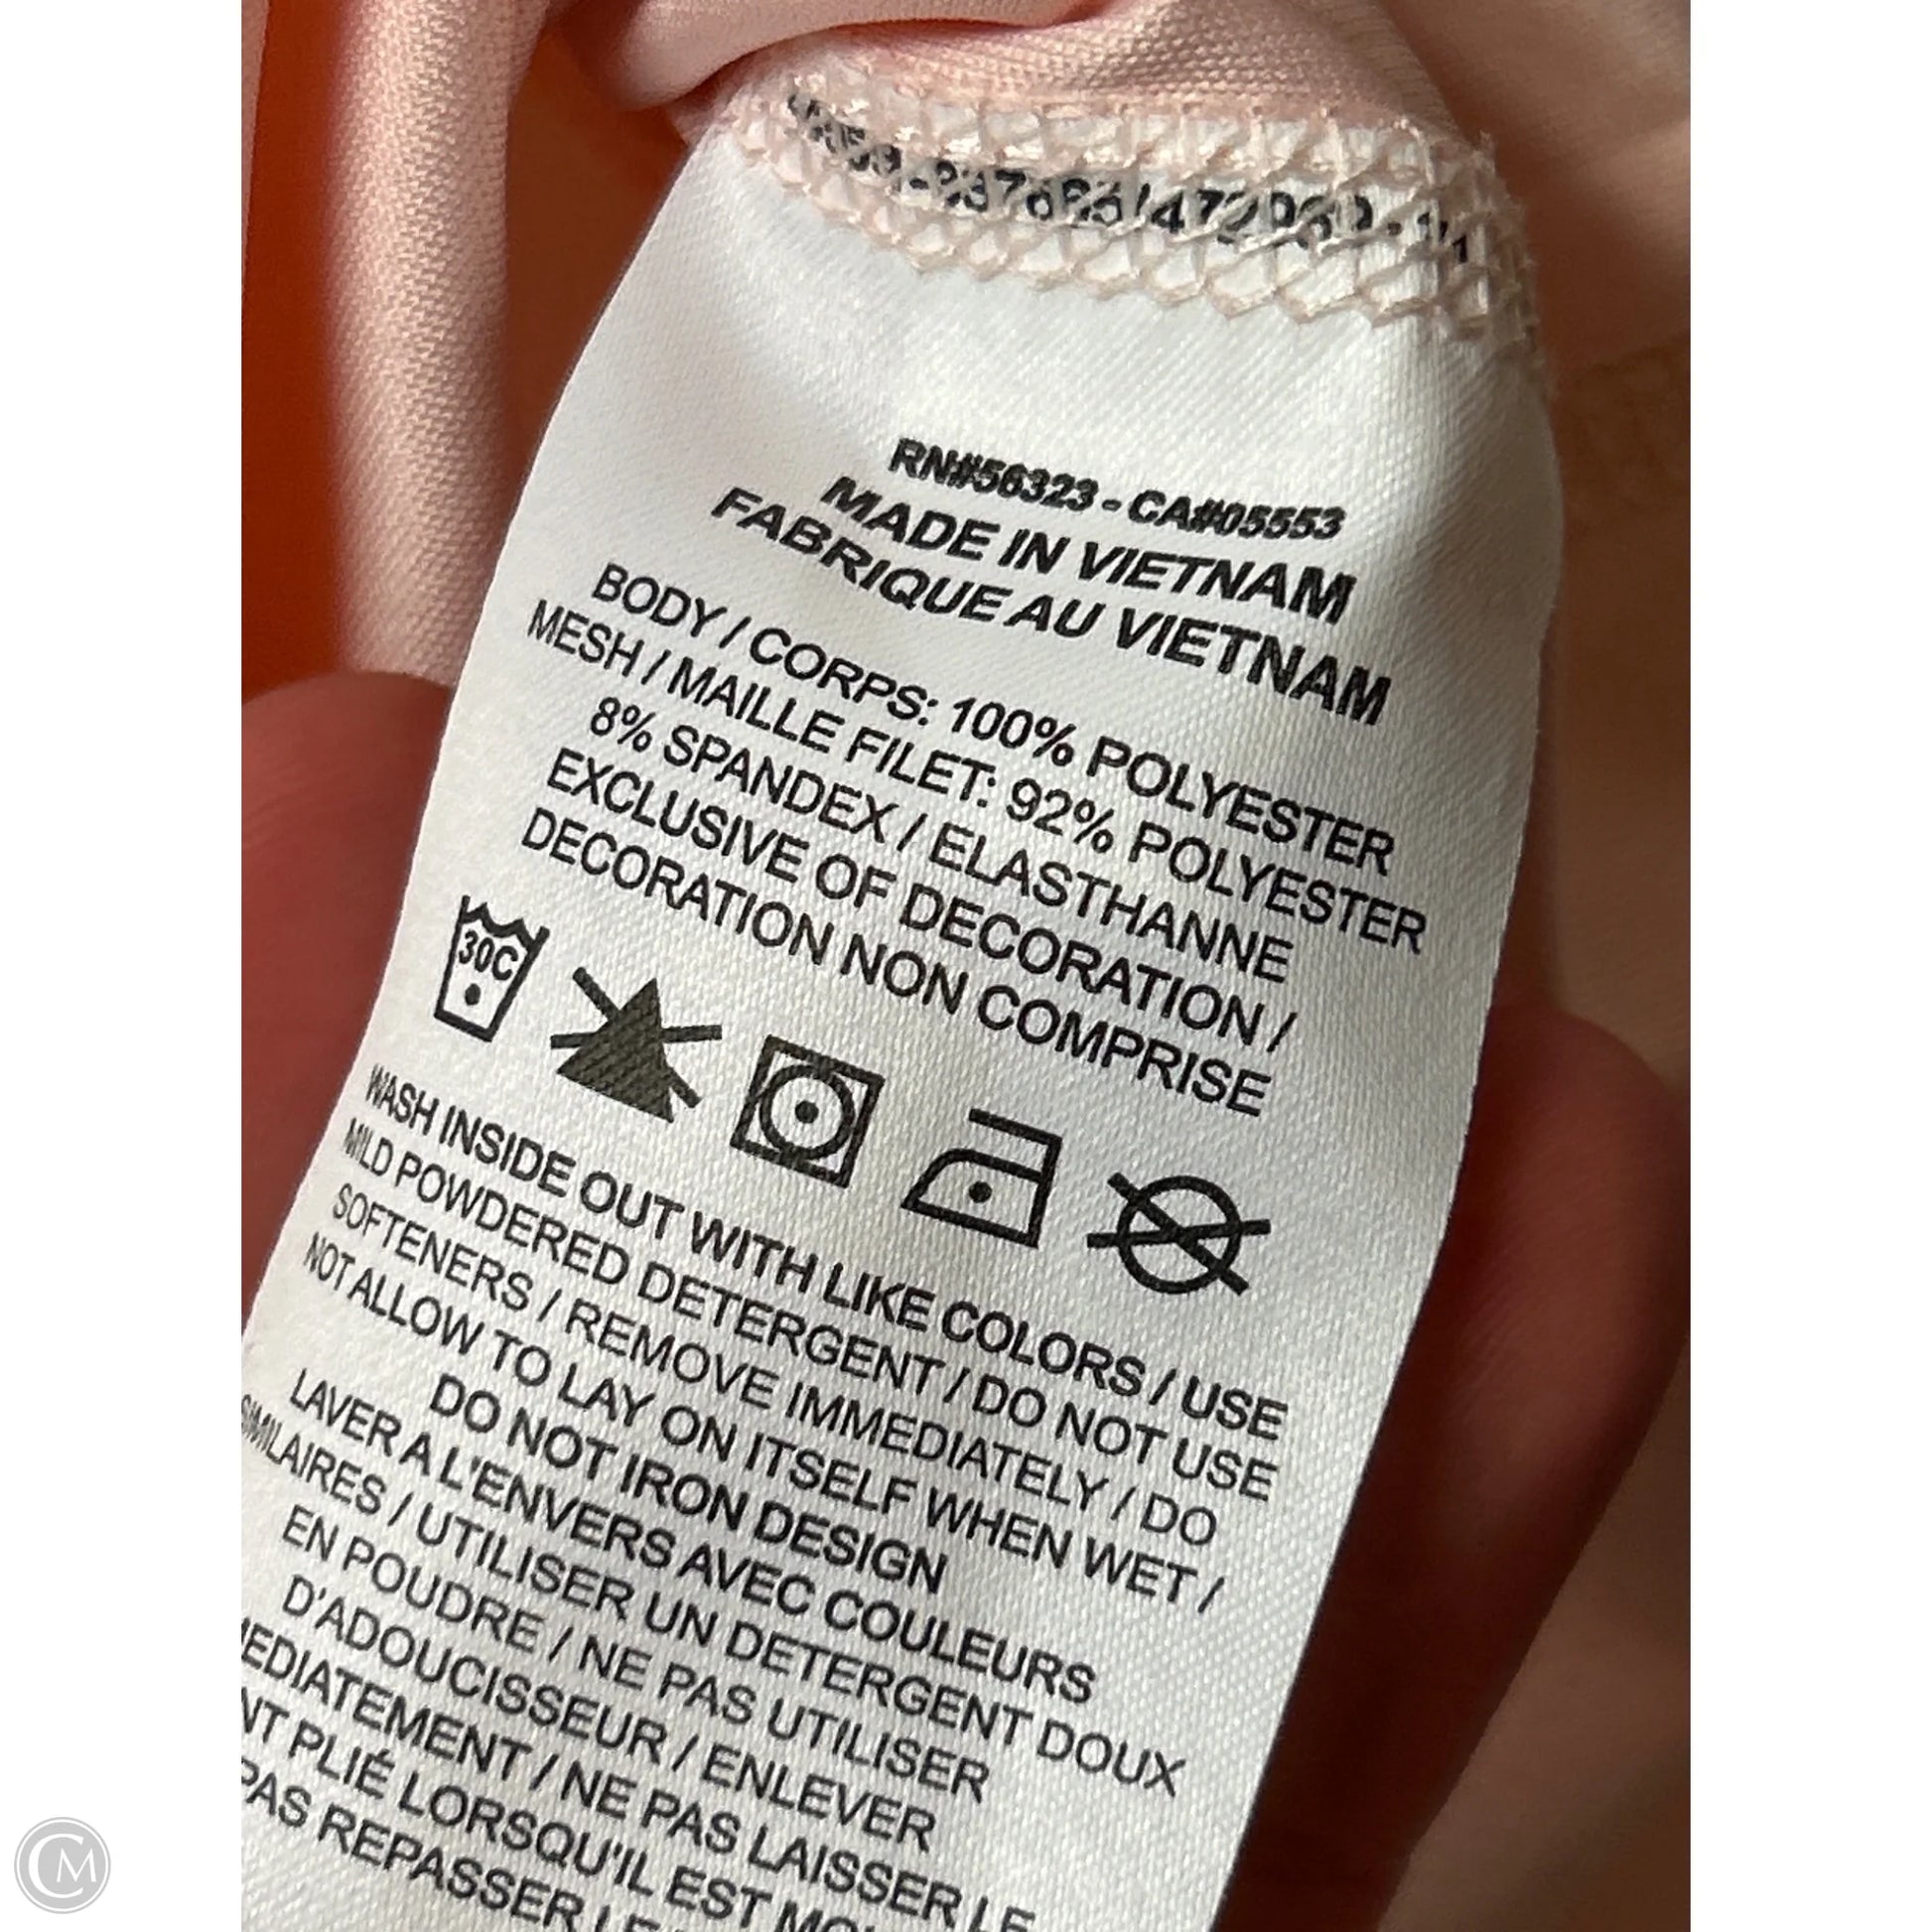 RN#56323 - CA#05553
MADE IN VIETNAM
FABRIQUE AU VIETNAM
BODY / CORPS: 100% POLYESTER
MESH / MAILLE FILET: 92% POLYESTER
8% SPANDEX / ELASTHANNE
EXCLUSIVE OF DECORATION /
DECORATION NON COMPRISE
30C
WASH INSIDE OUT WITH LIKE COLORS / USE
MILD POWDERED DETERGENT / DO NOT USE
SOFTENERS / REMOVE IMMEDIATELY / DO
NOT ALLOW TO LAY ON ITSELF WHEN WET /
DO NOT IRON DESIGN
LAVER A L'ENVERS AVEC COULEURS
SIMILAIRES / UTILISER UN DETERGENT DOUX
EN POUDRE / NE PAS UTILISER
D'ADOUCISSEUR / ENLEVER
EDIATEMENT / NE PAS LAISSER LE
NT PLIÉ LORSQU'IL EST
PAS REPASSER
CM